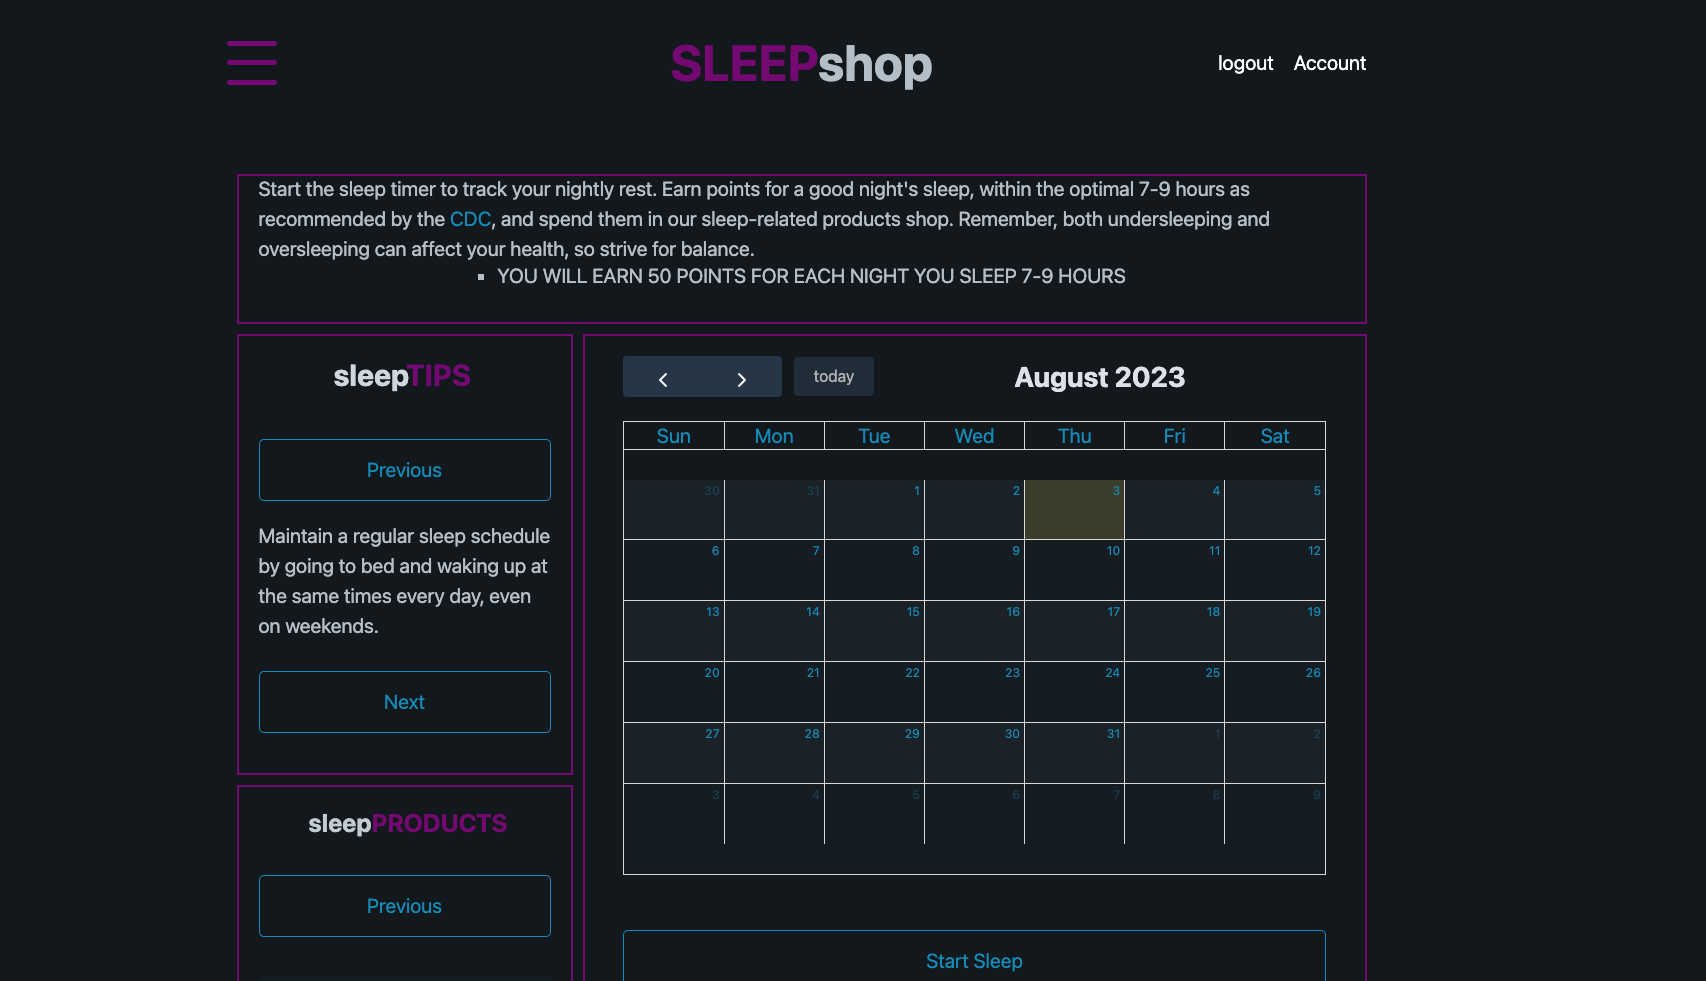 SLEEPshop
logout Account
Start the sleep timer to track your nightly rest. Earn points for a good night's sleep, within the optimal 7-9 hours as
recommended by the CDC, and spend them in our sleep-related products shop. Remember, both undersleeping and
oversleeping can affect your health, so strive for balance.
▪ YOU WILL EARN 50 POINTS FOR EACH NIGHT YOU SLEEP 7-9 HOURS
sleepTIPS
Previous
Maintain a regular sleep schedule
by going to bed and waking up at
the same times every day, even
on weekends.
Next
sleepPRODUCTS
Previous
today
August 2023
Sun Mon Tue Wed Thu Fri Sat
30 31 1 2 3 4 5
6 7 8 9 10 11 12
13 14 15 16 17 18 19
20 21 22 23 24 25 26
27 28 29 30 31 1 2
3 4 5 6 7 8 9
Start Sleep